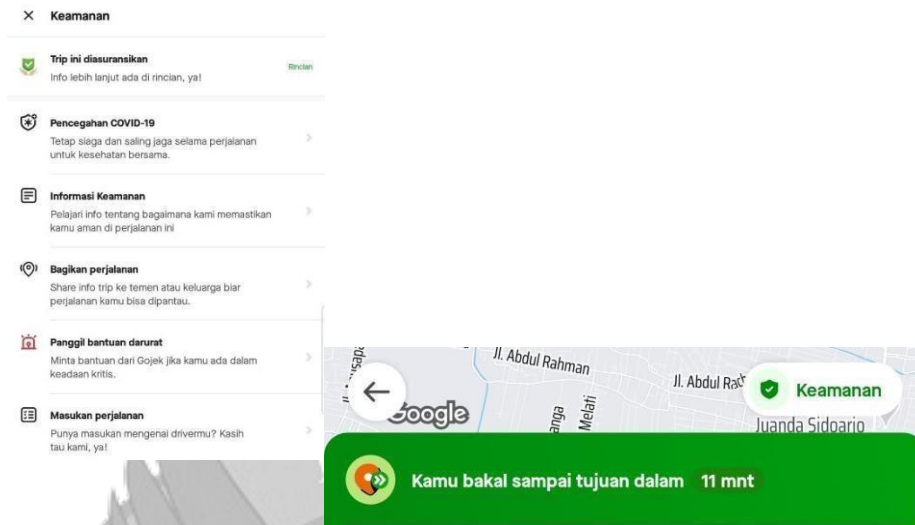 Keamanan
Trip ini diasuransikan
Info lebih lanjut ada di rincian, ya!
Rincian
Pencegahan COVID-19
Tetap siaga dan saling jaga selama perjalanan
untuk kesehatan bersama.
Informasi Keamanan
Pelajari info tentang bagaimana kami memastikan
kamu aman di perjalanan ini
Bagikan perjalanan
Share info trip ke temen atau keluarga biar
perjalanan kamu bisa dipantau.
Panggil bantuan darurat
Minta bantuan dari Gojek jika kamu ada dalam
keadaan kritis.
Masukan perjalanan
Punya masukan mengenai drivermu? Kasih
tau kami, ya!
Jl. Abdul Rahman
Jl. Abdul
Keamanan
Google
Melati
Juanda Sidoarjo
Kamu bakal sampai tujuan dalam 11 mnt